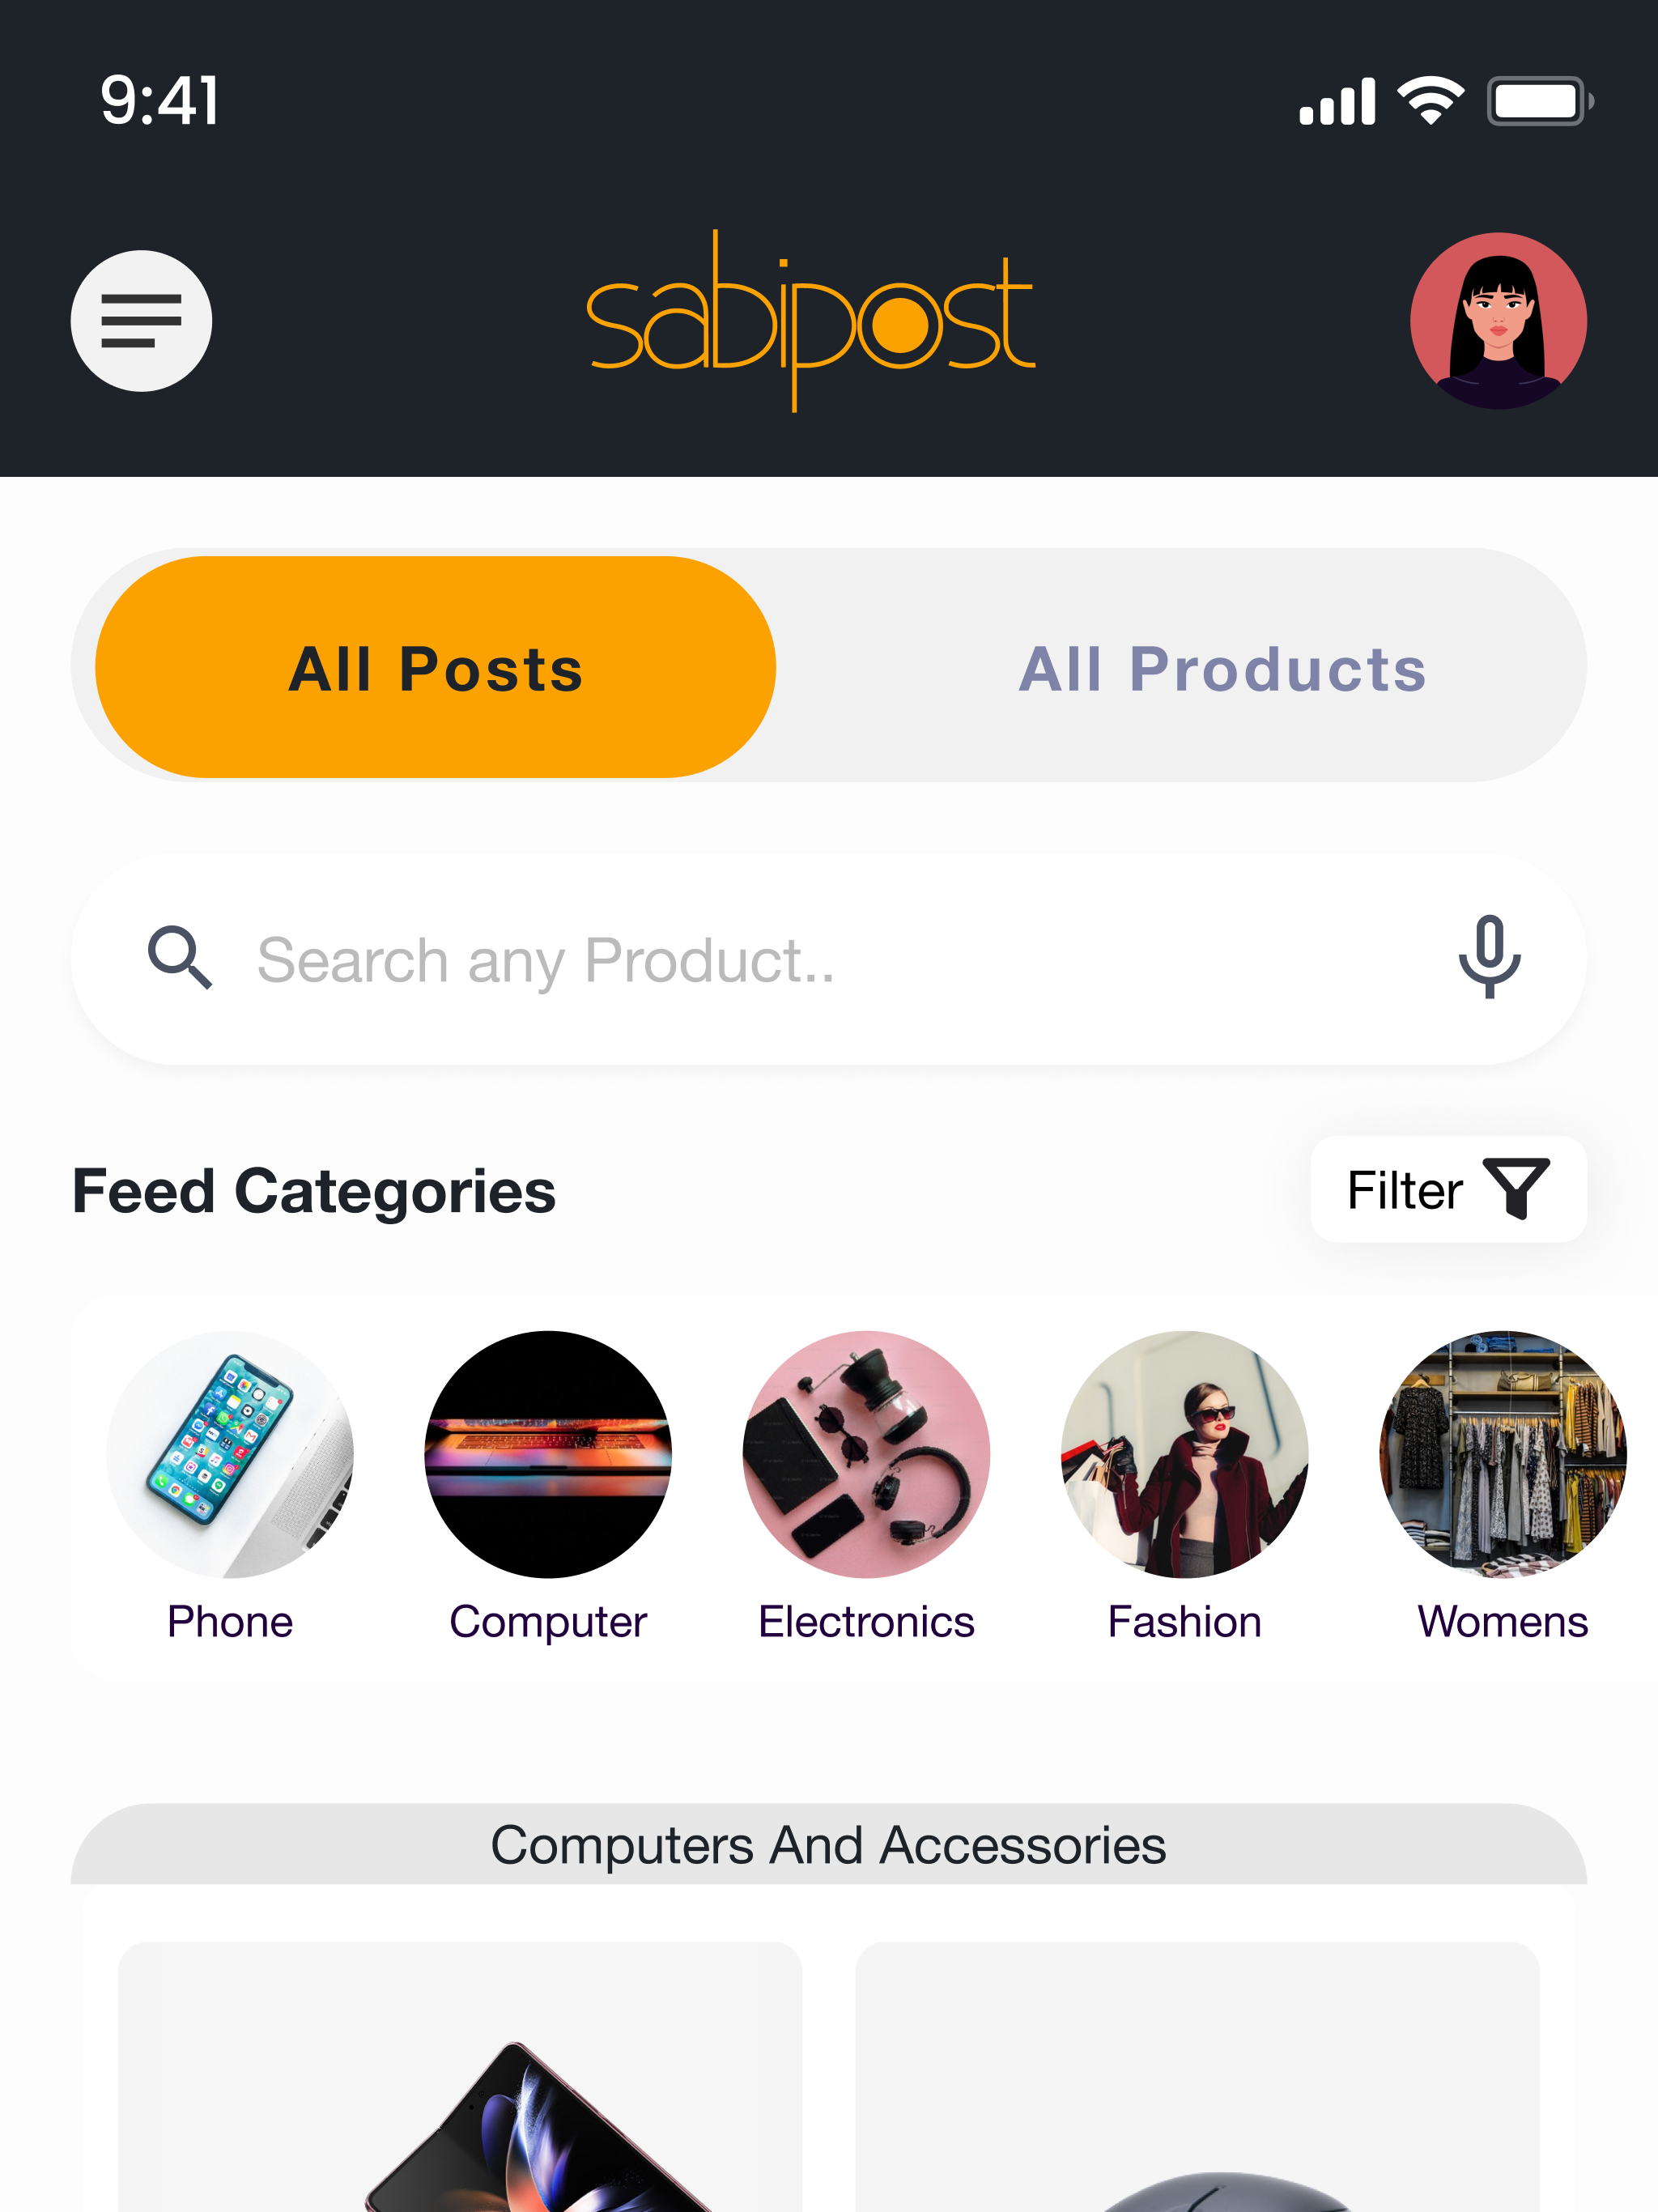 9:41
sabipost
All Posts
All Products
Search any Product..
Feed Categories
Filter
Phone
Computer
Electronics
Fashion
Womens
Computers And Accessories